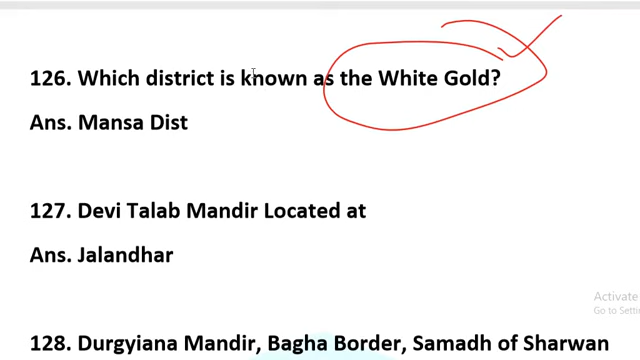 126. Which district is known as the White Gold?
Ans. Mansa Dist
127. Devi Talab Mandir Located at
Ans. Jalandhar
Activate
Go to Setti
128. Durgyiana Mandir, Bagha Border, Samadh of Sharwan